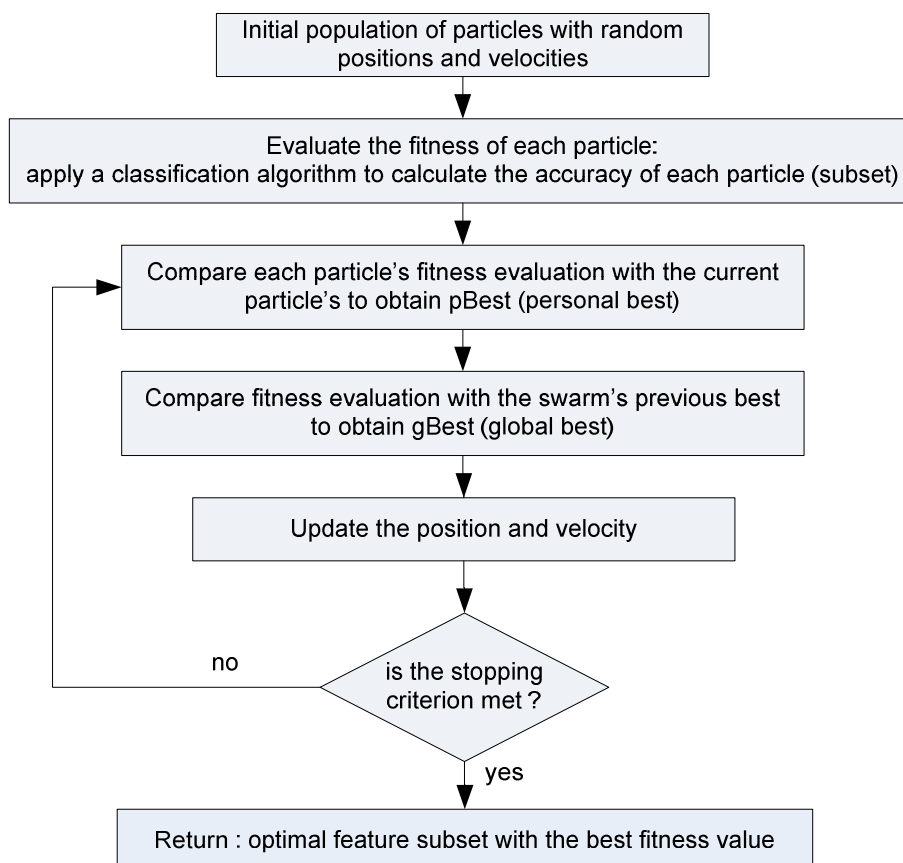 Initial population of particles with random
positions and velocities
Evaluate the fitness of each particle:
apply a classification algorithm to calculate the accuracy of each particle (subset)
Compare each particle’s fitness evaluation with the current
particle’s to obtain pBest (personal best)
Compare fitness evaluation with the swarm’s previous best
to obtain gBest (global best)
Update the position and velocity
no
is the stopping
criterion met ?
yes
Return : optimal feature subset with the best fitness value